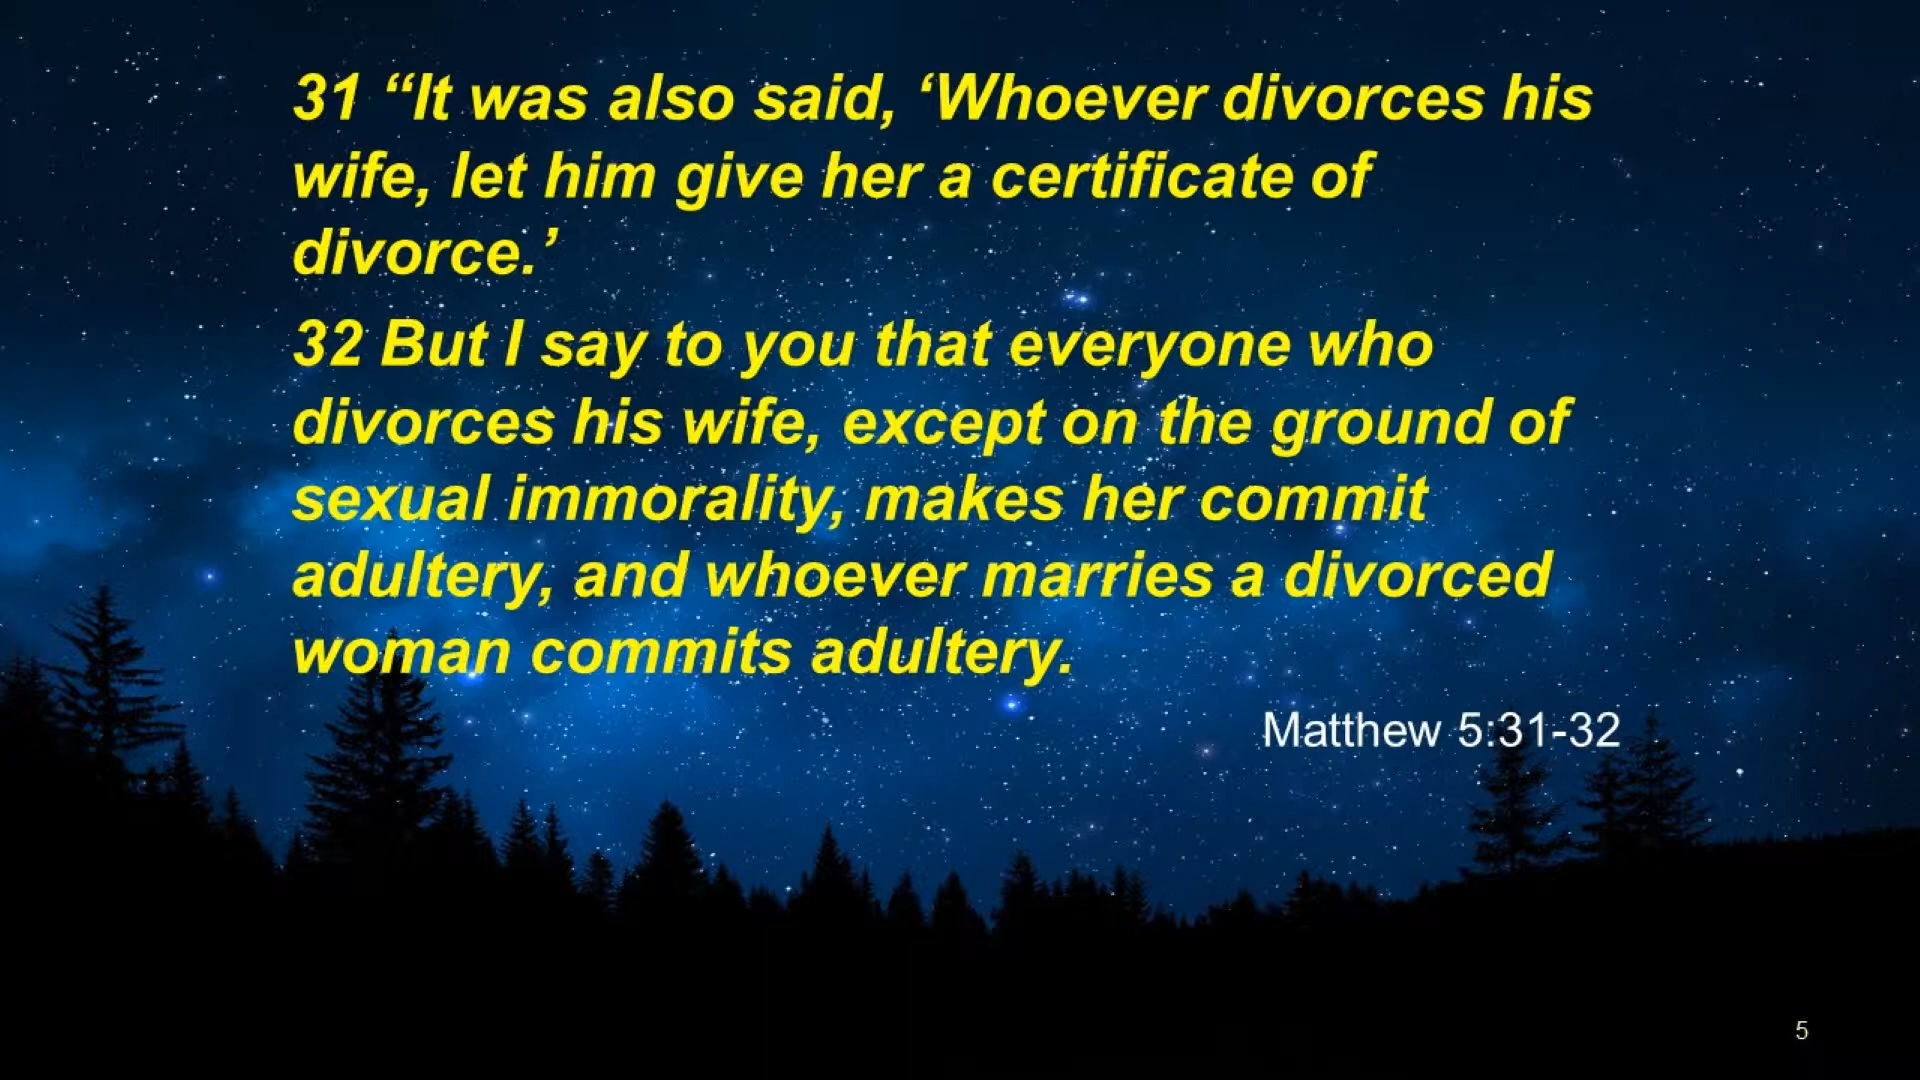 31 “It was also said, ‘Whoever divorces his
wife, let him give her a certificate of
divorce.’
32 But I say to you that everyone who
divorces his wife, except on the ground of
sexual immorality, makes her commit
adultery, and whoever marries a divorced
woman commits adultery.
Matthew 5:31-32
5